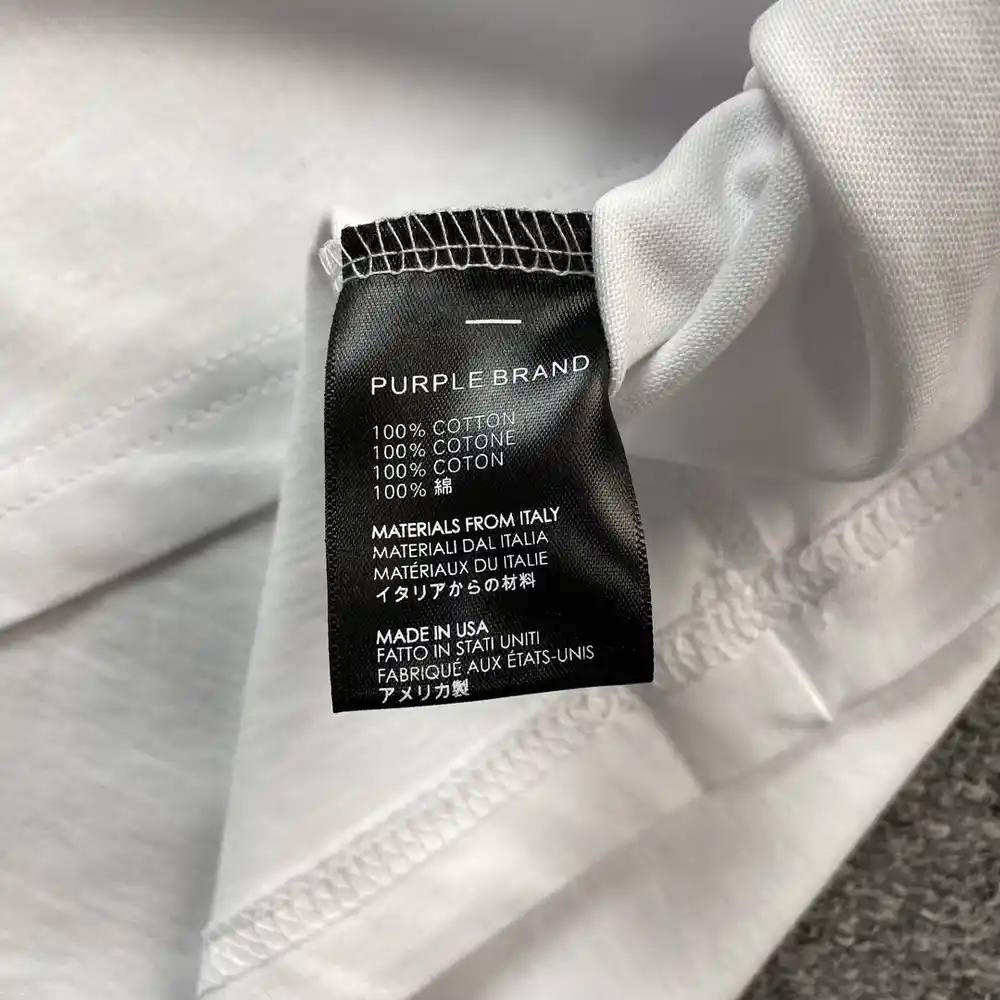 PURPLE BRAND
100% COTTON
100% COTONE
100% COTON
100% 綿
MATERIALS FROM ITALY
MATERIALI DAL ITALIA
MATÉRIAUX DU ITALIE
イタリアからの材料
MADE IN USA
FATTO IN STATI UNITI
FABRIQUÉ AUX ÉTATS-UNIS
アメリカ製